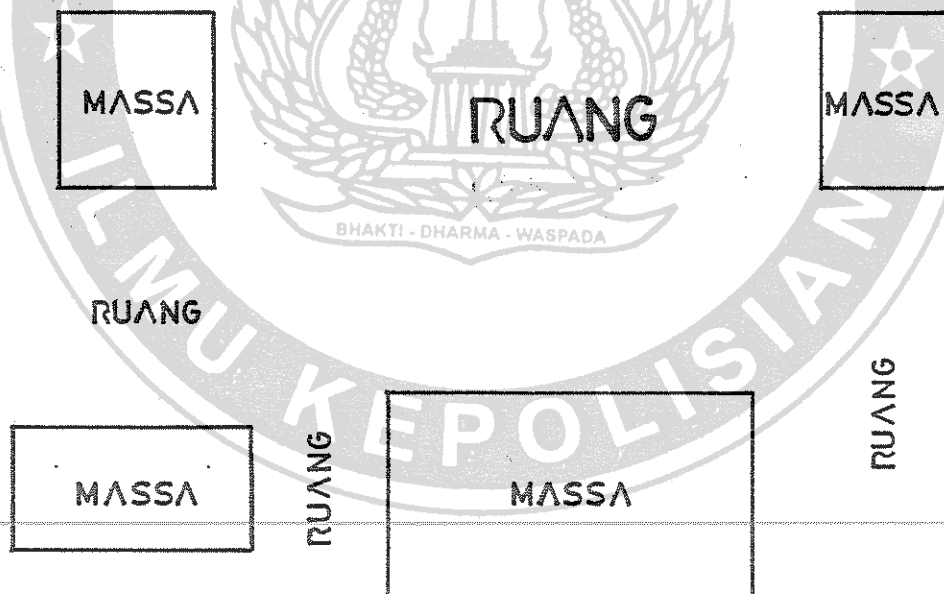 MASSA
RUANG
MASSA
BHAKTI - DHARMA - WASPADA
RUANG
RUANG
MASSA
RUANG
MASSA
ILMU KEPOLISIAN